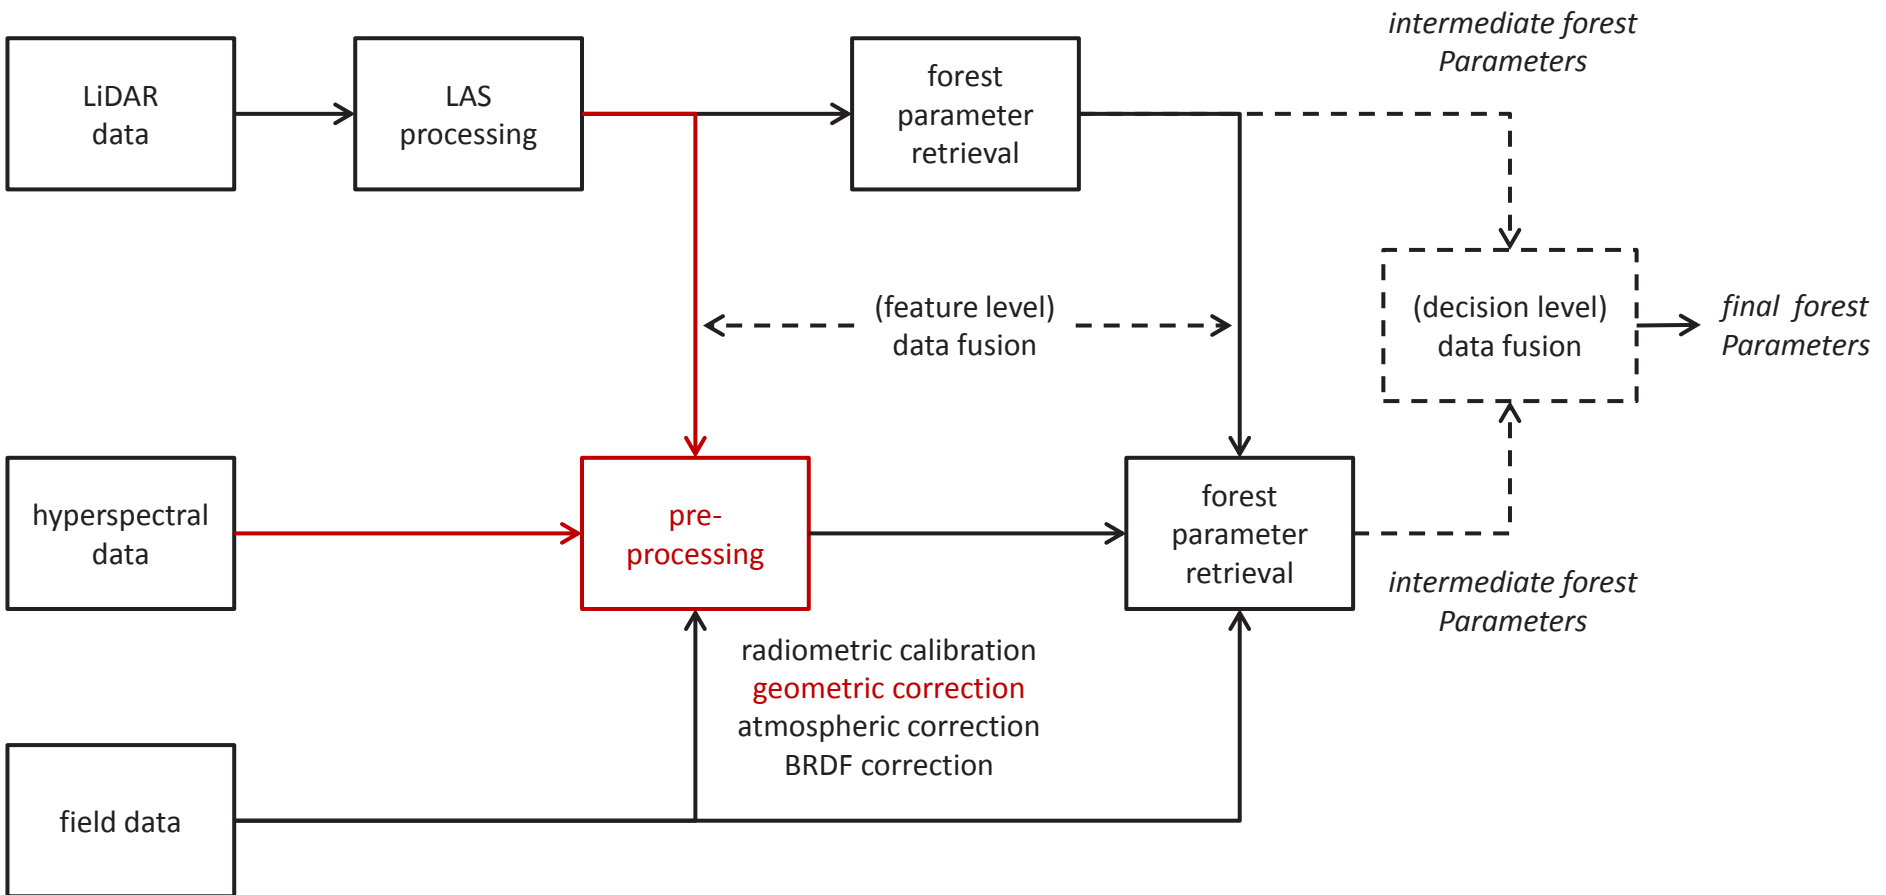 intermediate forest
Parameters
LiDAR
data
LAS
processing
forest
parameter
retrieval
(feature level)
data fusion
(decision level)
data fusion
final forest
Parameters
hyperspectral
data
pre-
processing
forest
parameter
retrieval
intermediate forest
Parameters
radiometric calibration
geometric correction
atmospheric correction
BRDF correction
field data